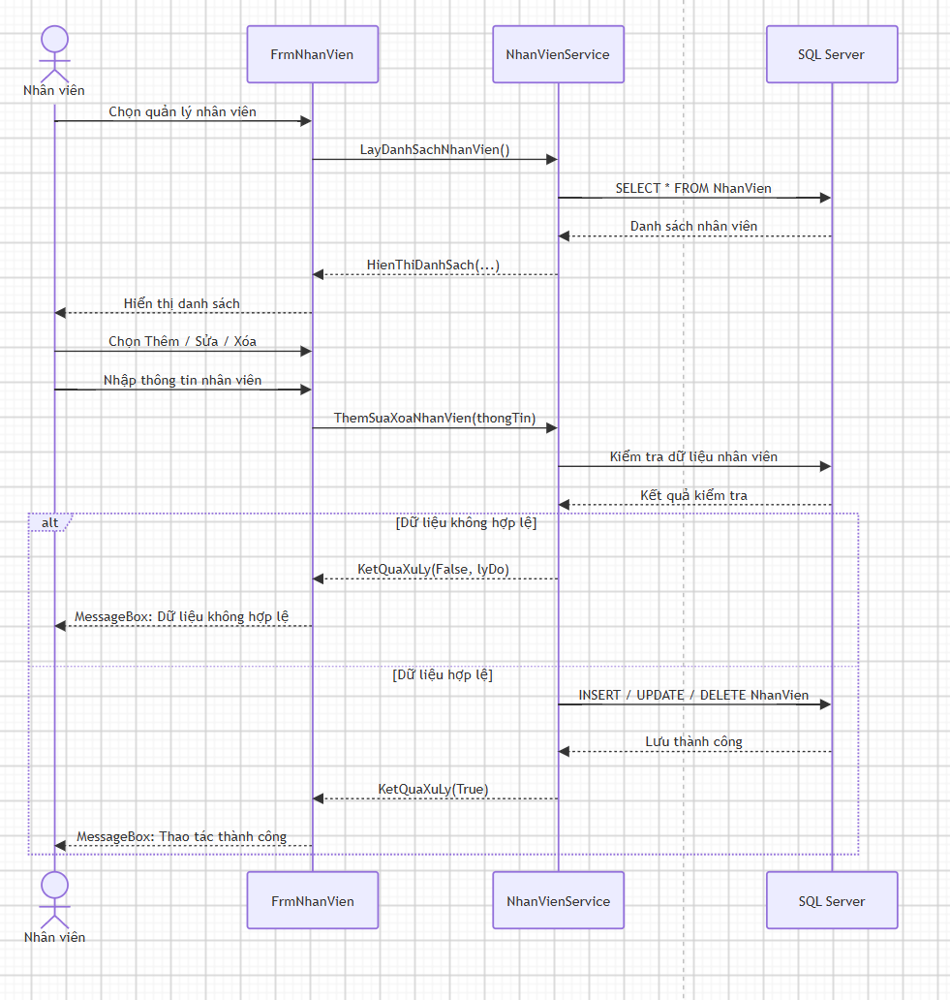 FrmNhanVien
NhanVienService
SQL Server
Nhân viên
Chọn quản lý nhân viên
LayDanhSachNhanVien()
SELECT * FROM NhanVien
Danh sách nhân viên
HienThiDanhSach(...)
Hiển thị danh sách
Chọn Thêm / Sửa / Xóa
Nhập thông tin nhân viên
ThemSuaXoaNhanVien(thongTin)
Kiểm tra dữ liệu nhân viên
Kết quả kiểm tra
alt
[Dữ liệu không hợp lệ]
KetQuaXuLy(False, lyDo)
MessageBox: Dữ liệu không hợp lệ
[Dữ liệu hợp lệ]
INSERT / UPDATE / DELETE NhanVien
Lưu thành công
KetQuaXuLy(True)
MessageBox: Thao tác thành công
FrmNhanVien
NhanVienService
SQL Server
Nhân viên